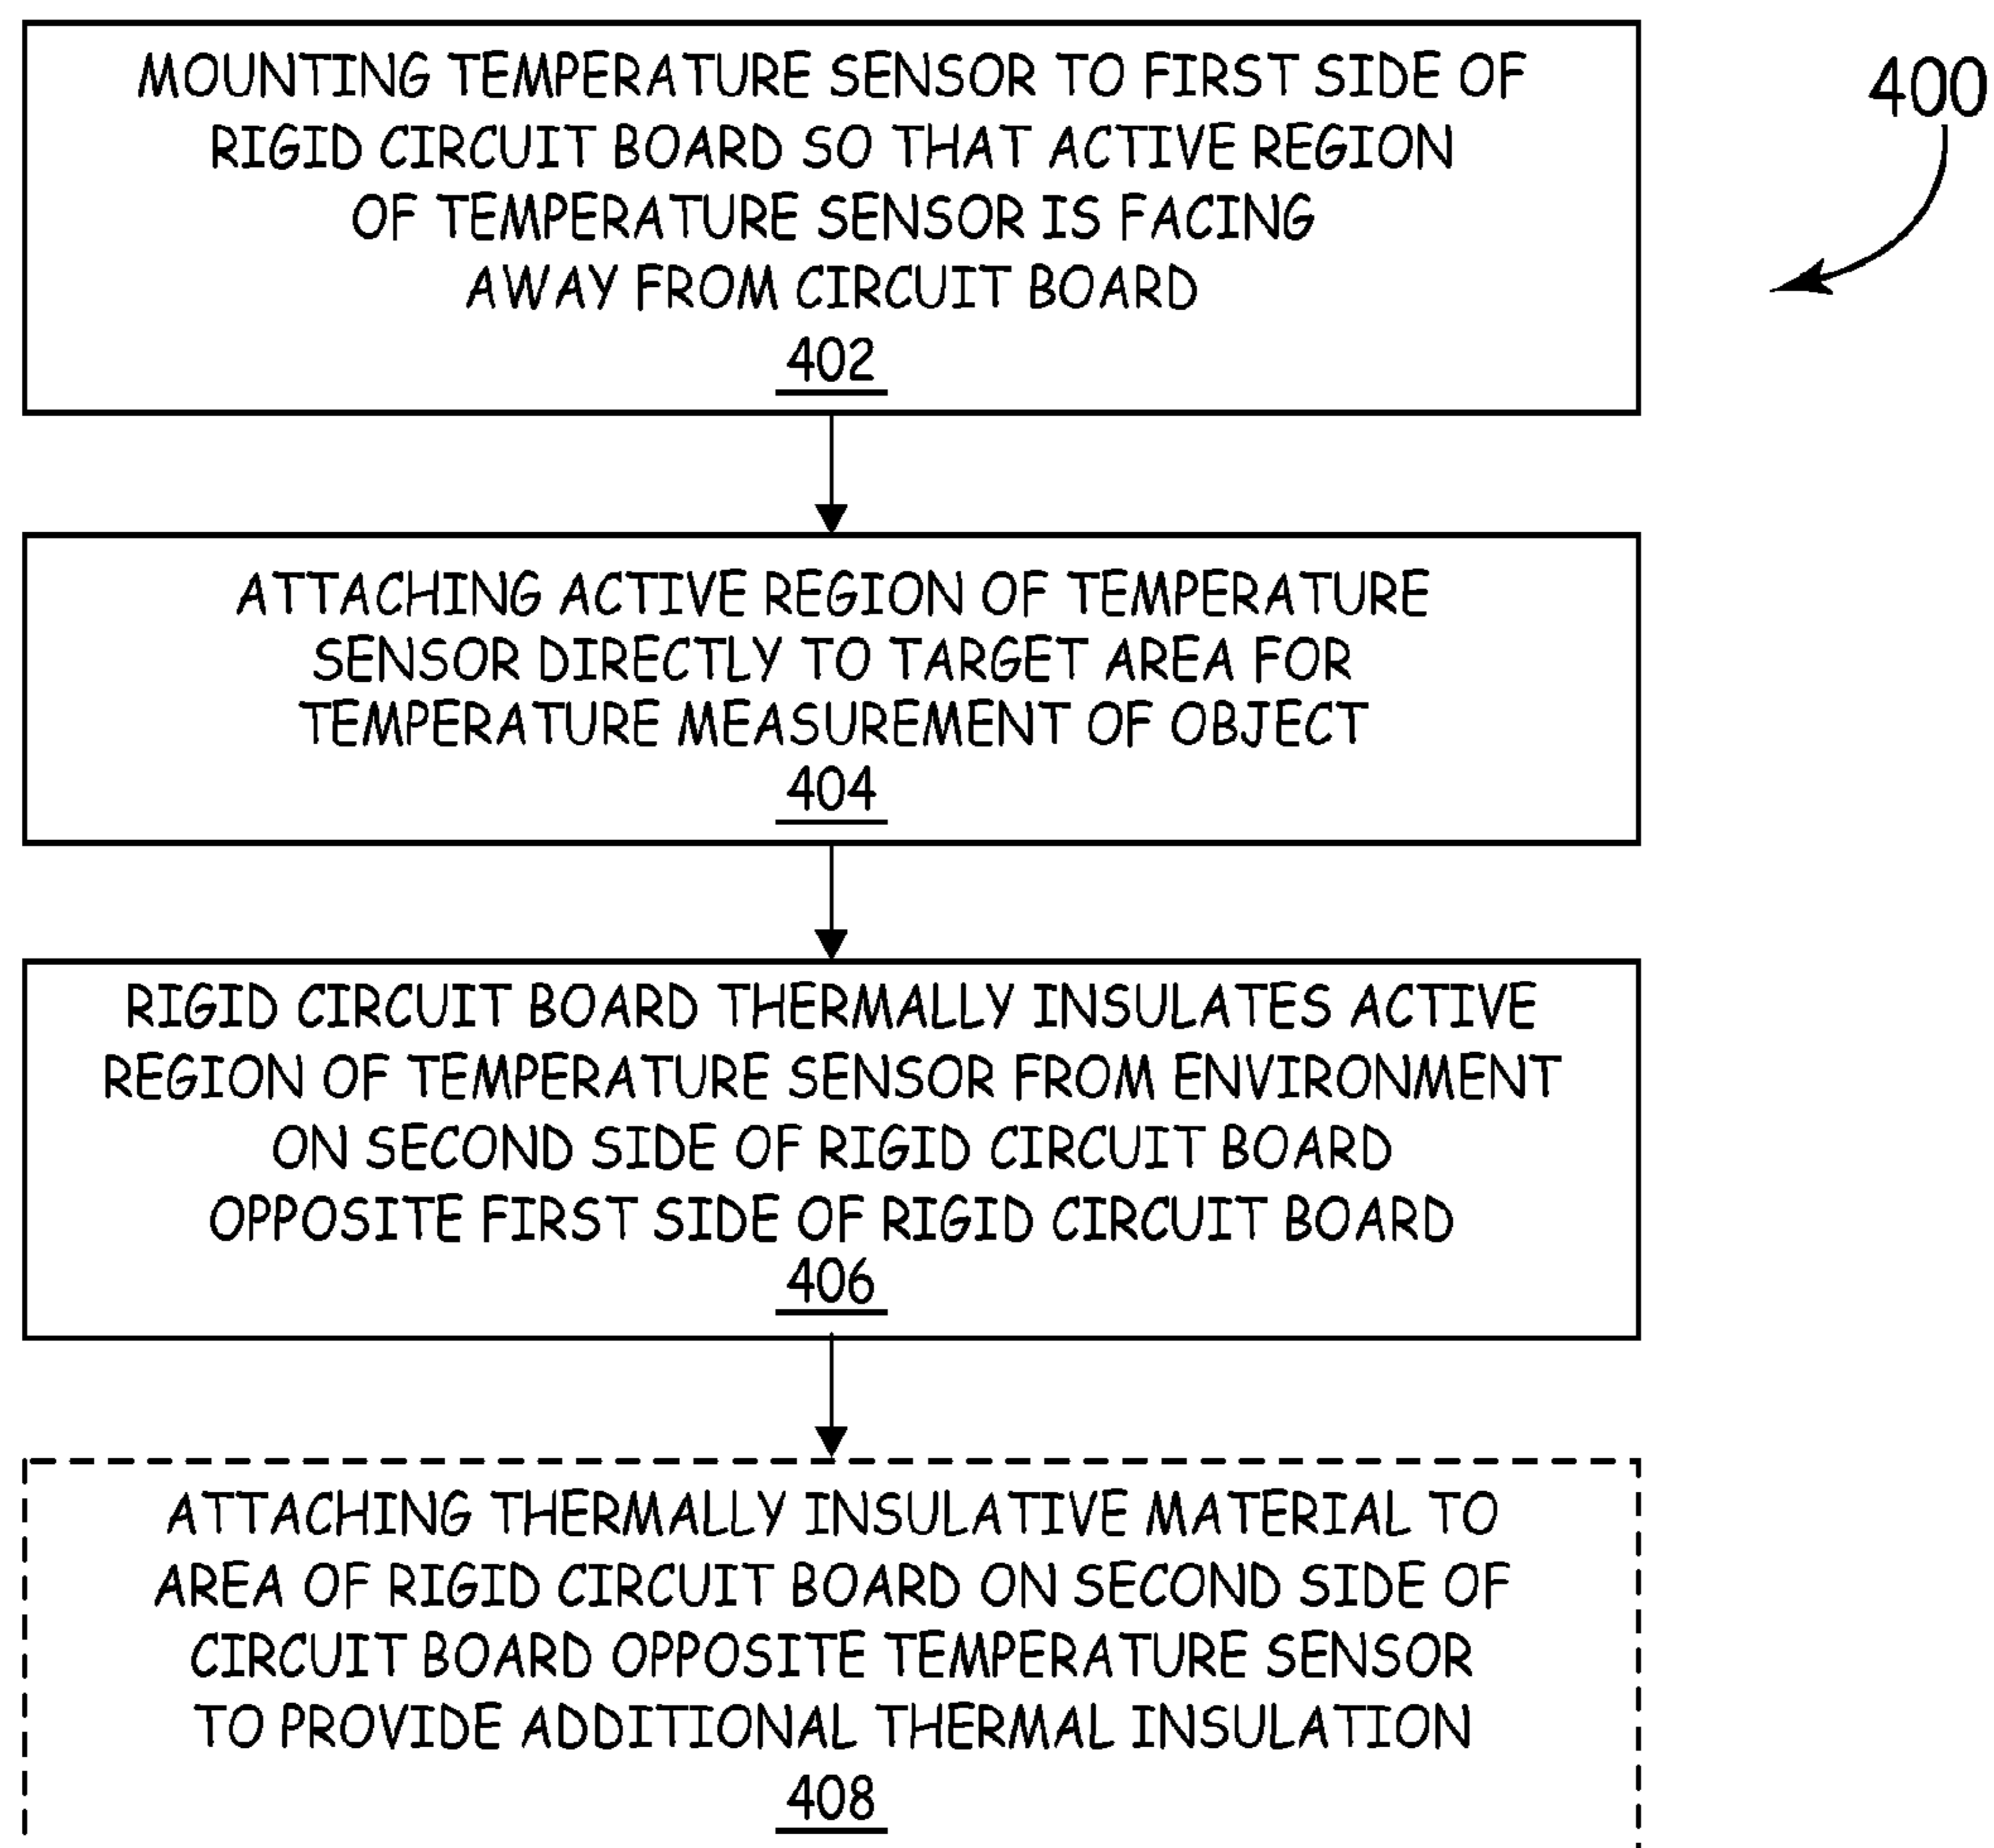 MOUNTING TEMPERATURE SENSOR TO FIRST SIDE OF
RIGID CIRCUIT BOARD SO THAT ACTIVE REGION
OF TEMPERATURE SENSOR IS FACING
AWAY FROM CIRCUIT BOARD
402
400
ATTACHING ACTIVE REGION OF TEMPERATURE
SENSOR DIRECTLY TO TARGET AREA FOR
TEMPERATURE MEASUREMENT OF OBJECT
404
RIGID CIRCUIT BOARD THERMALLY INSULATES ACTIVE
REGION OF TEMPERATURE SENSOR FROM ENVIRONMENT
ON SECOND SIDE OF RIGID CIRCUIT BOARD
OPPOSITE FIRST SIDE OF RIGID CIRCUIT BOARD
406
ATTACHING THERMALLY INSULATIVE MATERIAL TO
AREA OF RIGID CIRCUIT BOARD ON SECOND SIDE OF
CIRCUIT BOARD OPPOSITE TEMPERATURE SENSOR
TO PROVIDE ADDITIONAL THERMAL INSULATION
408